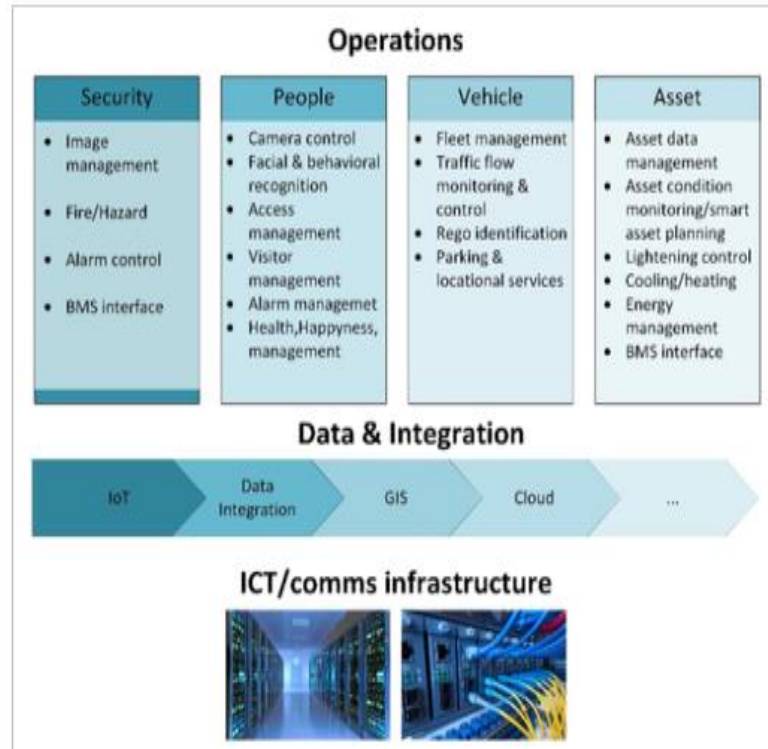 Operations
Security
• Image
management
• Fire/Hazard
• Alarm control
• BMS interface
People
• Camera control
• Facial & behavioral
recognition
• Access
management
• Visitor
management
• Alarm managemet
• Health,Happyness,
management
Vehicle
• Fleet management
• Traffic flow
monitoring &
control
• Rego identification
• Parking &
locational services
Asset
• Asset data
management
• Asset condition
monitoring/smart
asset planning
• Lightening control
• Cooling/heating
• Energy
management
• BMS interface
Data & Integration
IoT
Data
Integration
GIS
Cloud
...
ICT/comms infrastructure